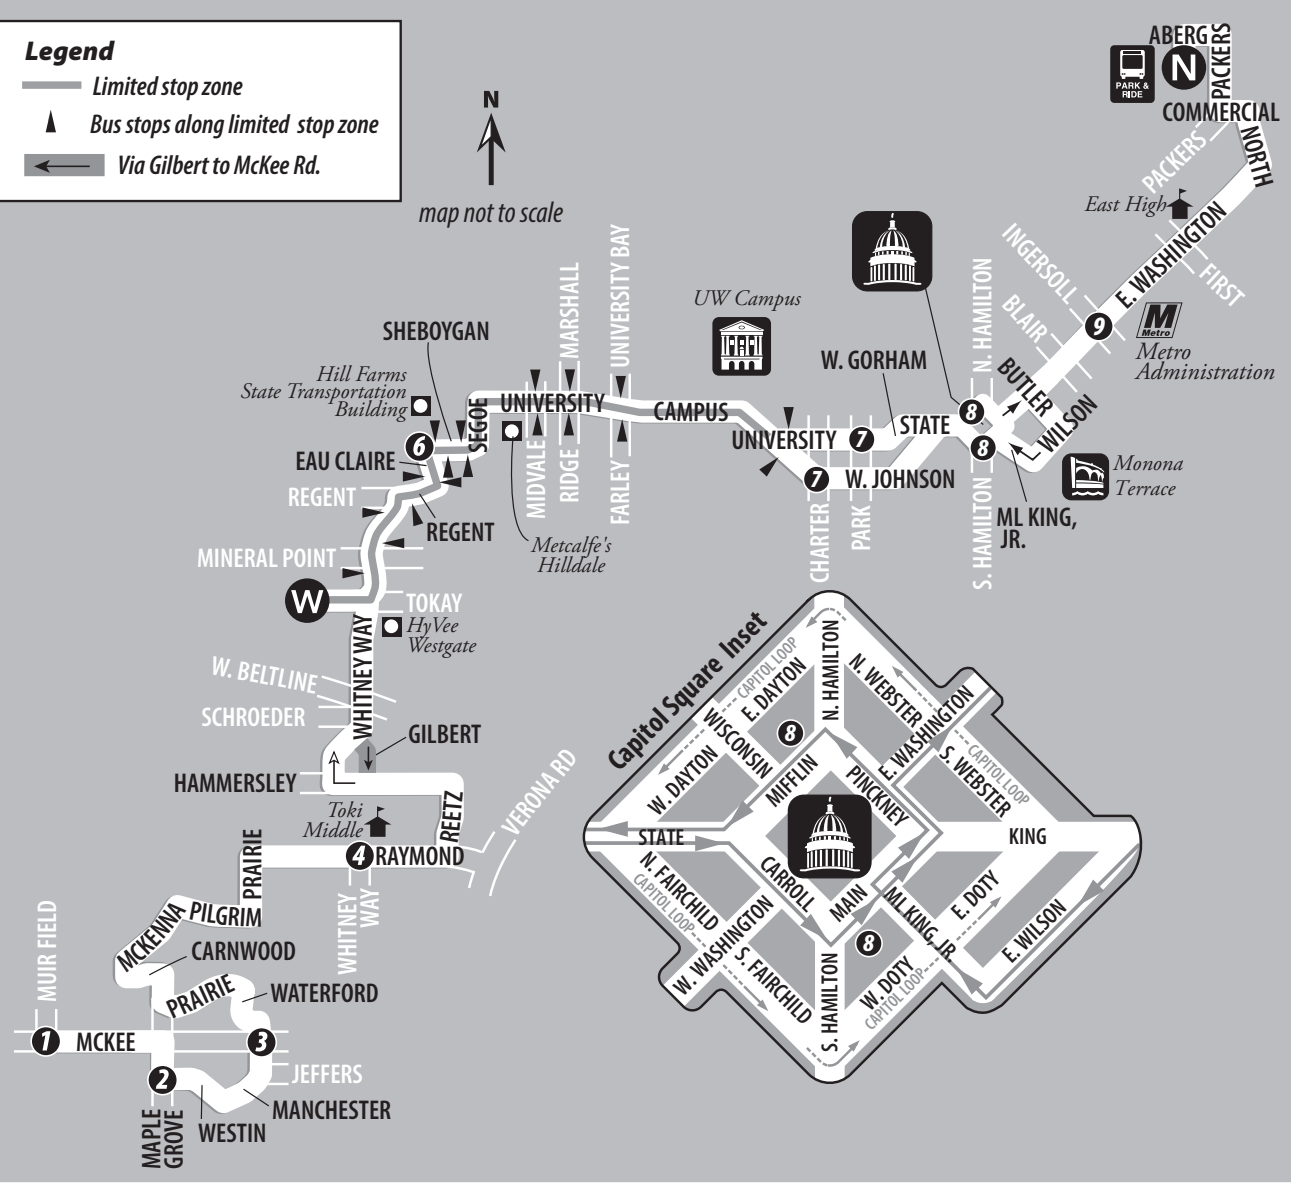 Legend
Limited stop zone
Bus stops along limited stop zone
Via Gilbert to McKee Rd.
N
map not to scale
ABERG
N
PACKERS
PARK &
RIDE
COMMERCIAL
NORTH
PACKERS
East High
E. WASHINGTON
FIRST
INGERSOLL
BLAIR
9
Metro
Metro
Administration
N. HAMILTON
BUTLER
WILSON
8
8
Monona
Terrace
ML KING,
JR.
S. HAMILTON
UW Campus
W. GORHAM
STATE
UNIVERSITY
7
7
W. JOHNSON
CHARTER
PARK
CAMPUS
UNIVERSITY BAY
MARSHALL
UNIVERSITY
MIDVALE
RIDGE
FARLEY
SHEBOYGAN
Hill Farms
State Transportation
Building
SEGOE
6
EAU CLAIRE
REGENT
REGENT
Metcalfe's
Hilldale
MINERAL POINT
W
TOKAY
HyVee
Westgate
WHITNEY WAY
W. BELTLINE
SCHROEDER
GILBERT
HAMMERSLEY
Toki
Middle
REETZ
VERONA RD
4
RAYMOND
PRAIRIE
WHITNEY
WAY
PILGRIM
MCKENNA
CARNWOOD
PRAIRIE
WATERFORD
MUIR FIELD
1
MCKEE
3
2
JEFFERS
MANCHESTER
WESTIN
MAPLE
GROVE
Capitol Square Inset
CAPITOL LOOP
E. DAYTON
N. HAMILTON
N. WEBSTER
E. WASHINGTON
WISCONSIN
W. DAYTON
8
MIFFLIN
PINCKNEY
S. WEBSTER
CAPITOL LOOP
STATE
KING
N. FAIRCHILD
CAPITOL LOOP
CARROLL
MAIN
ML KING, JR.
E. DOTY
W. WASHINGTON
S. FAIRCHILD
8
S. HAMILTON
W. DOTY
CAPITOL LOOP
E. WILSON